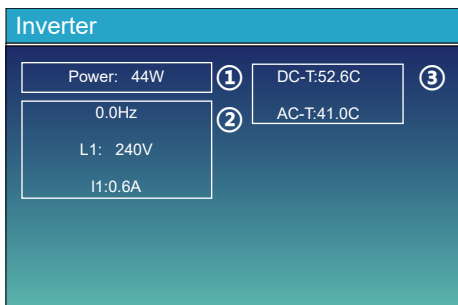 Inverter
Power: 44W
①
0.0Hz
L1: 240V
I1:0.6A
②
DC-T:52.6C
AC-T:41.0C
③